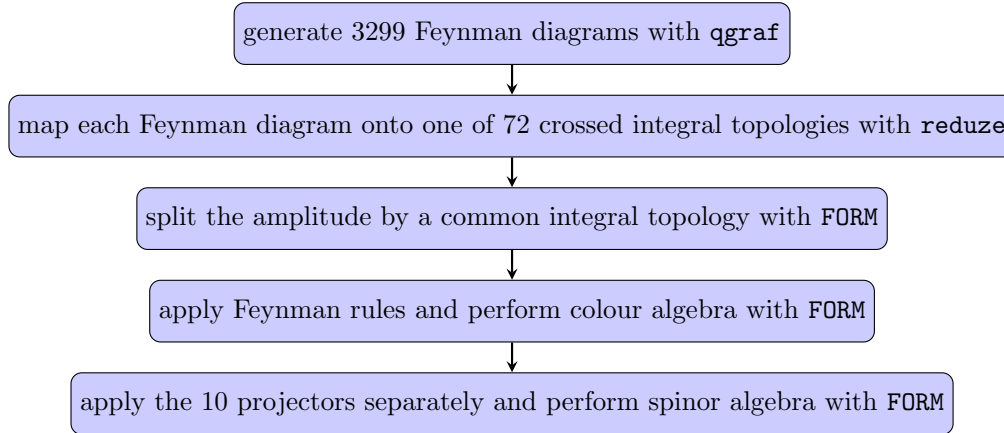 generate 3299 Feynman diagrams with qgraf
map each Feynman diagram onto one of 72 crossed integral topologies with reduze
split the amplitude by a common integral topology with FORM
apply Feynman rules and perform colour algebra with FORM
apply the 10 projectors separately and perform spinor algebra with FORM